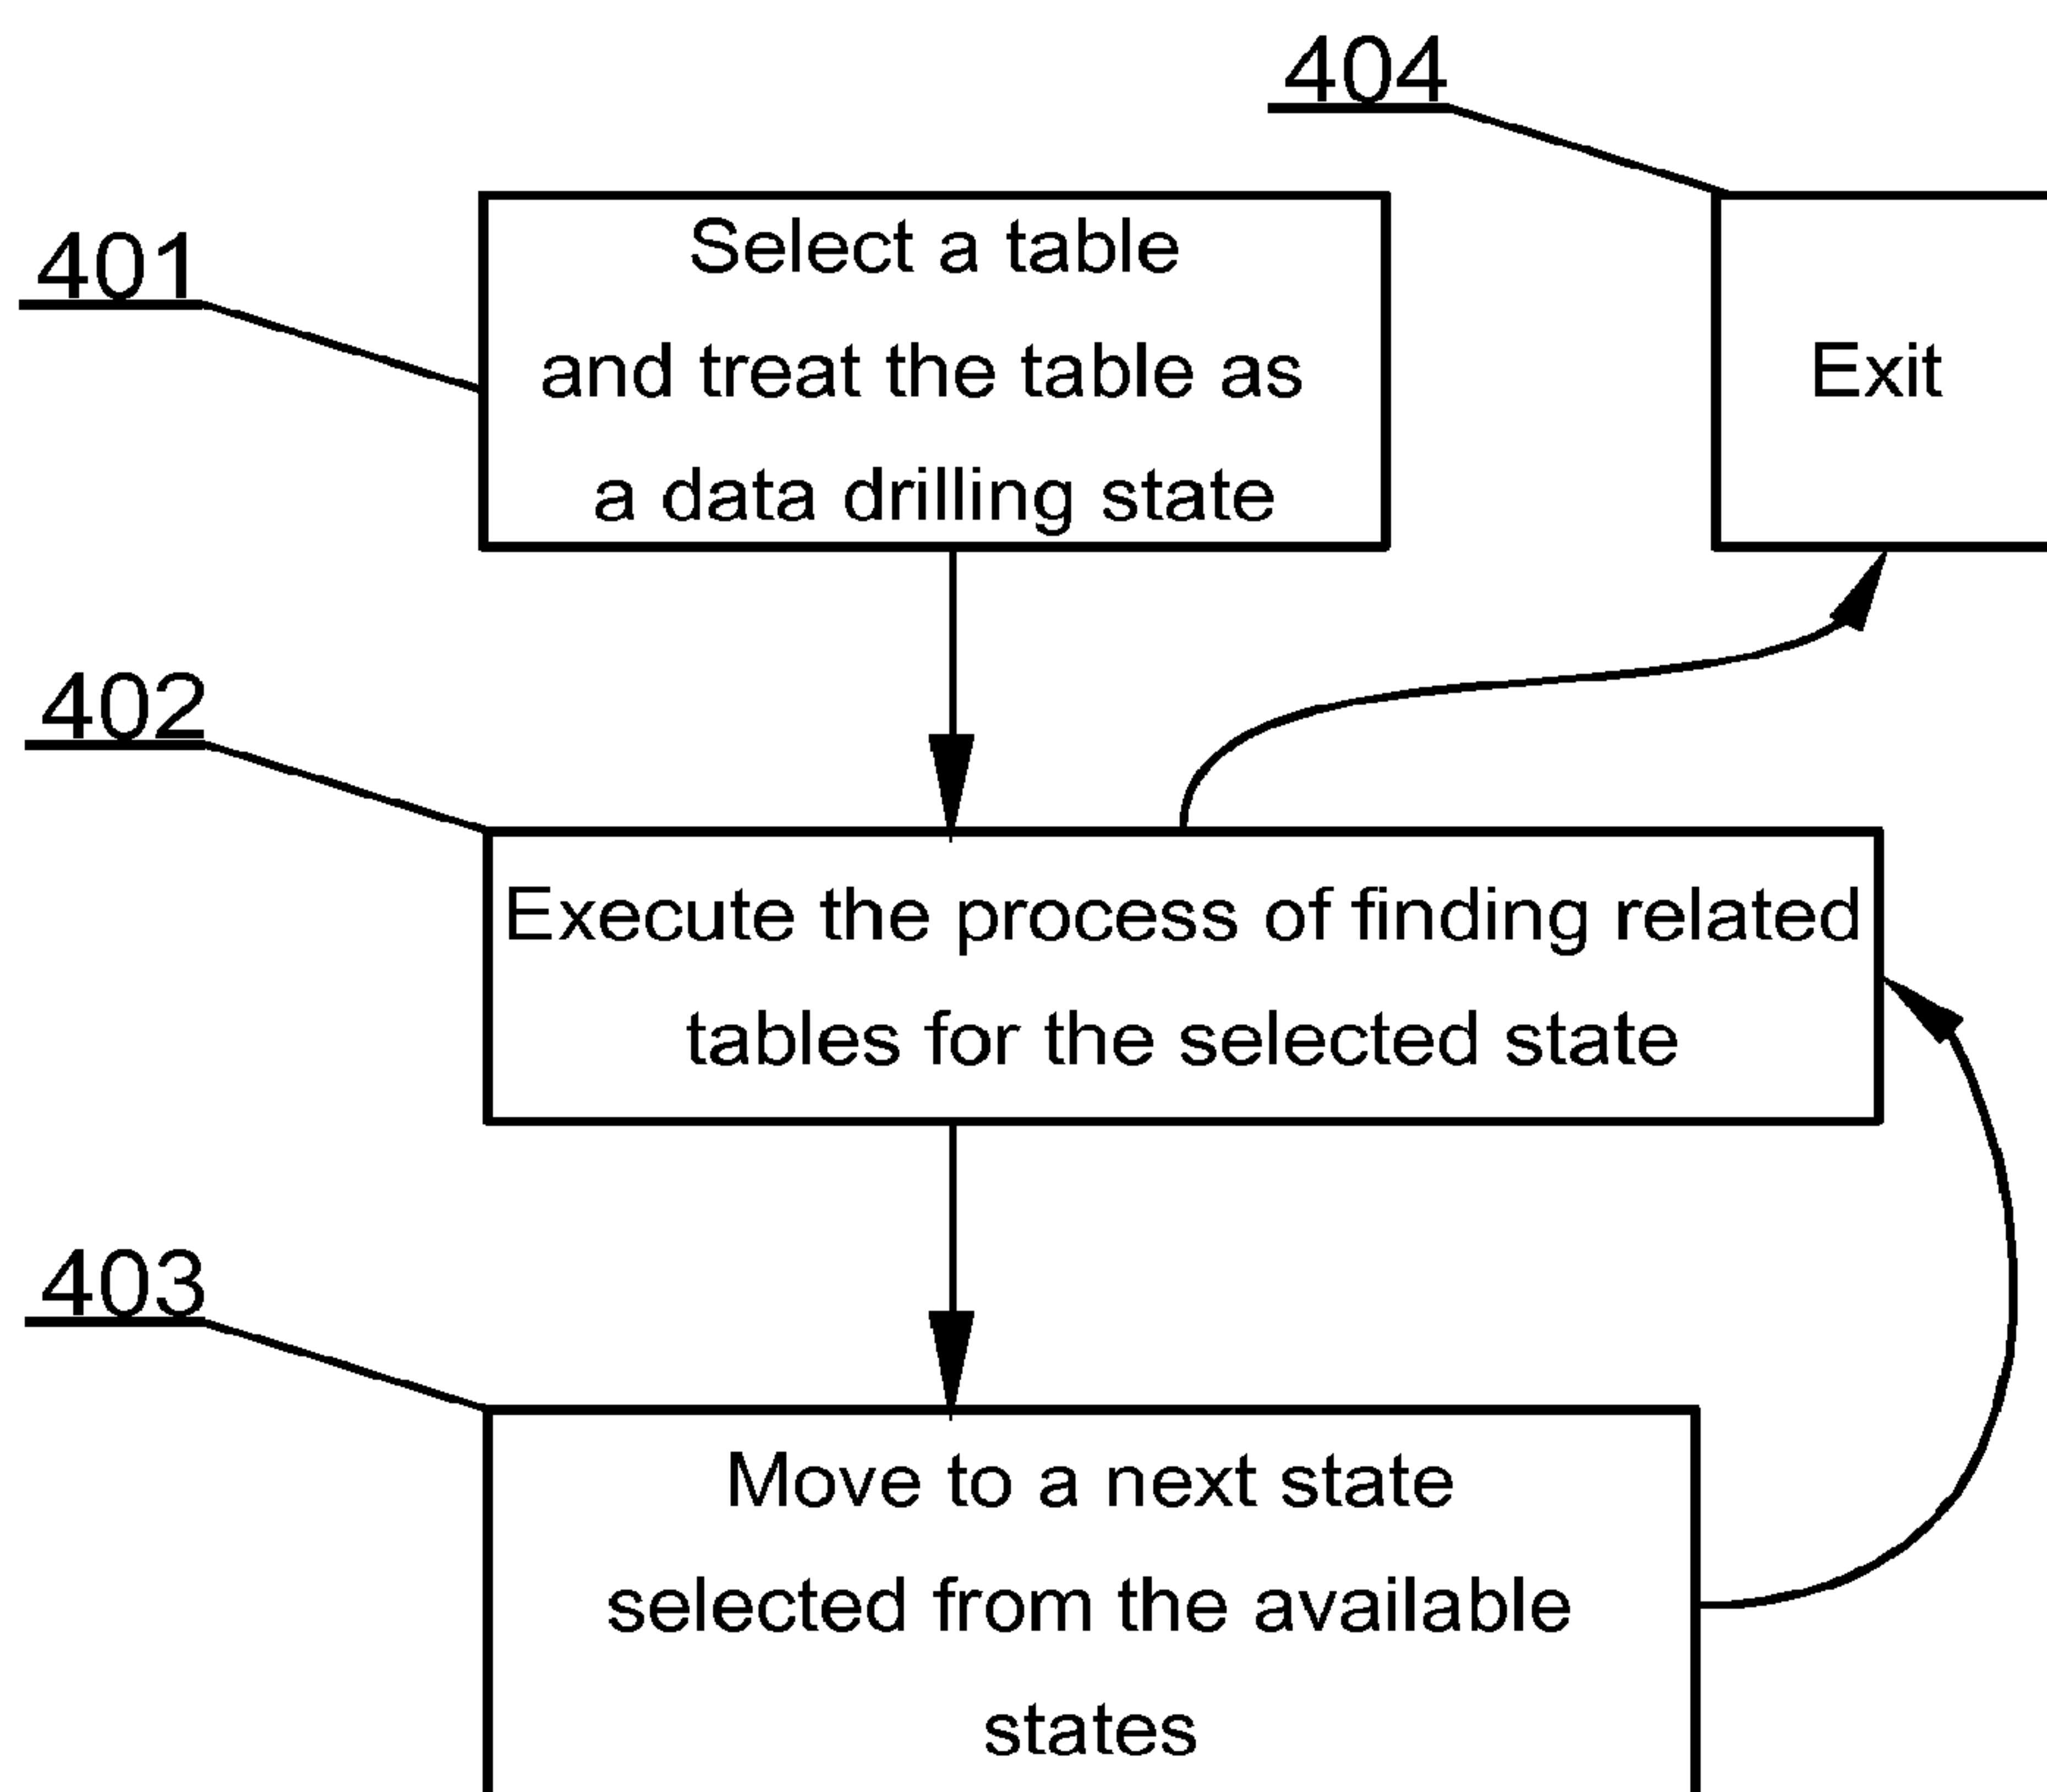 404
401
Select a table
and treat the table as
a data drilling state
Exit
402
Execute the process of finding related
tables for the selected state
403
Move to a next state
selected from the available
states